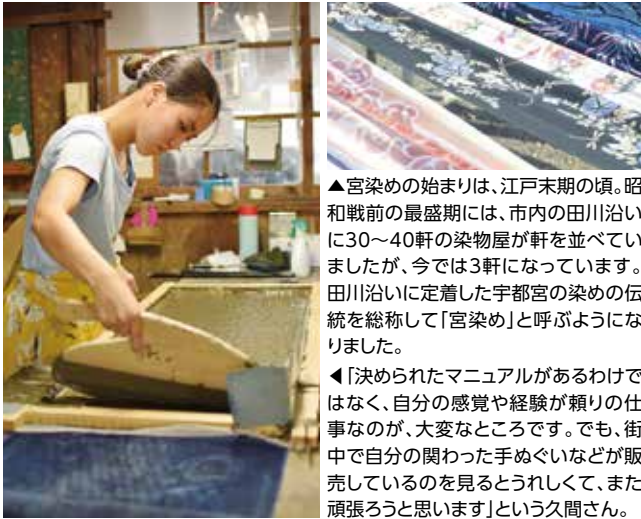 ▲宮染めの始まりは、江戸末期の頃。昭
和戦前の最盛期には、市内の田川沿い
に30～40軒の染物屋が軒を並べてい
ましたが、今では3軒になっています。
田川沿いに定着した宇都宮の染めの伝
統を総称して「宮染め」と呼ぶようにな
りました。
◀「決められたマニュアルがあるわけで
はなく、自分の感覚や経験が頼りの仕
事なのが、大変なところです。でも、街
中で自分の関わった手ぬぐいなどが販
売しているのを見るとうれしくて、また
頑張ろうと思います」という久間さん。